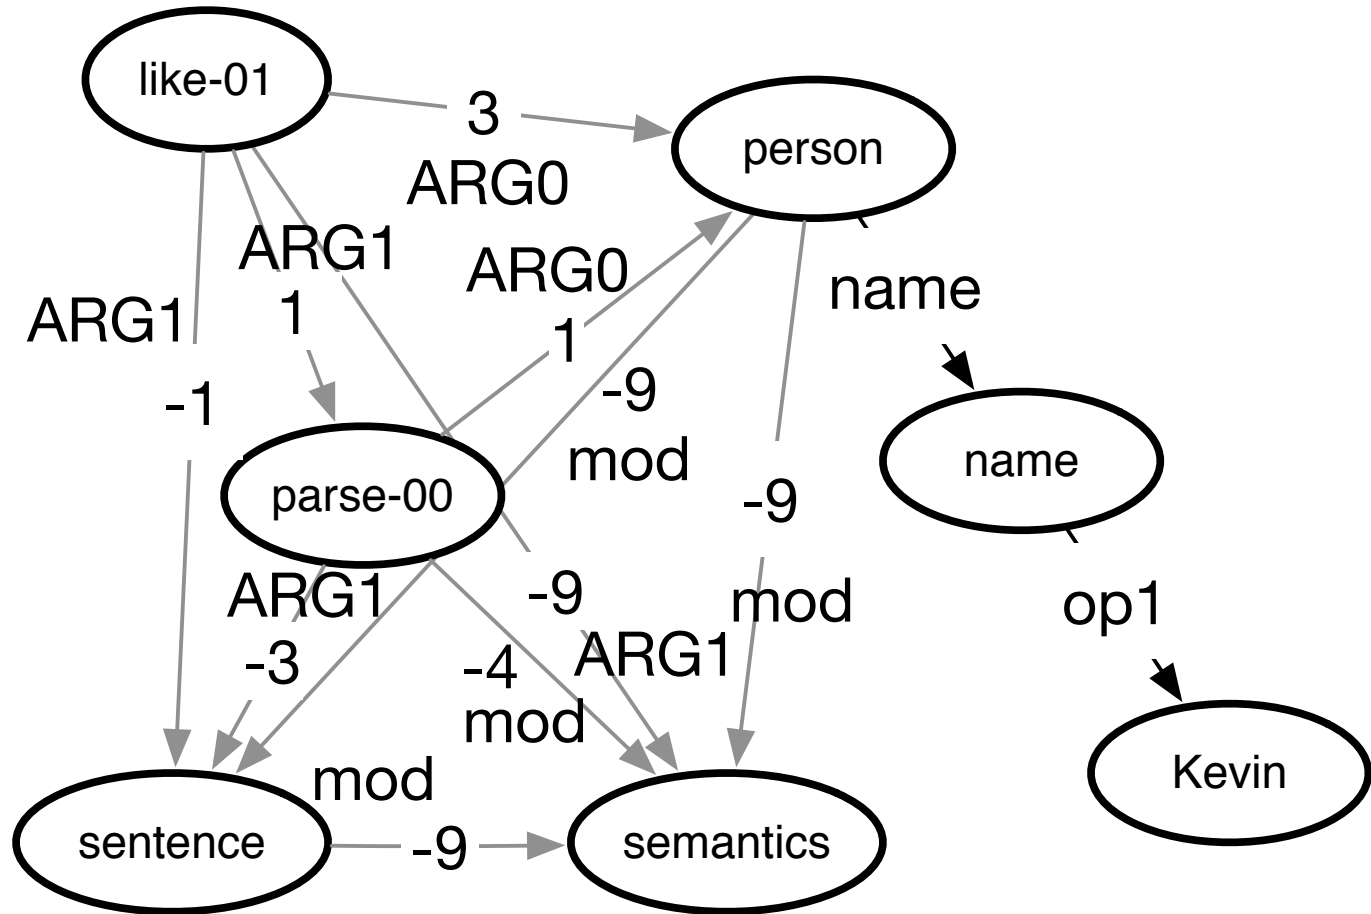 like-01
3
person
ARG0
ARG1
ARG0
name
ARG1
1
1
-9
-1
mod
name
parse-00
-9
ARG1
-9
mod
op1
-3
-4
ARG1
mod
mod
Kevin
sentence
-9
semantics